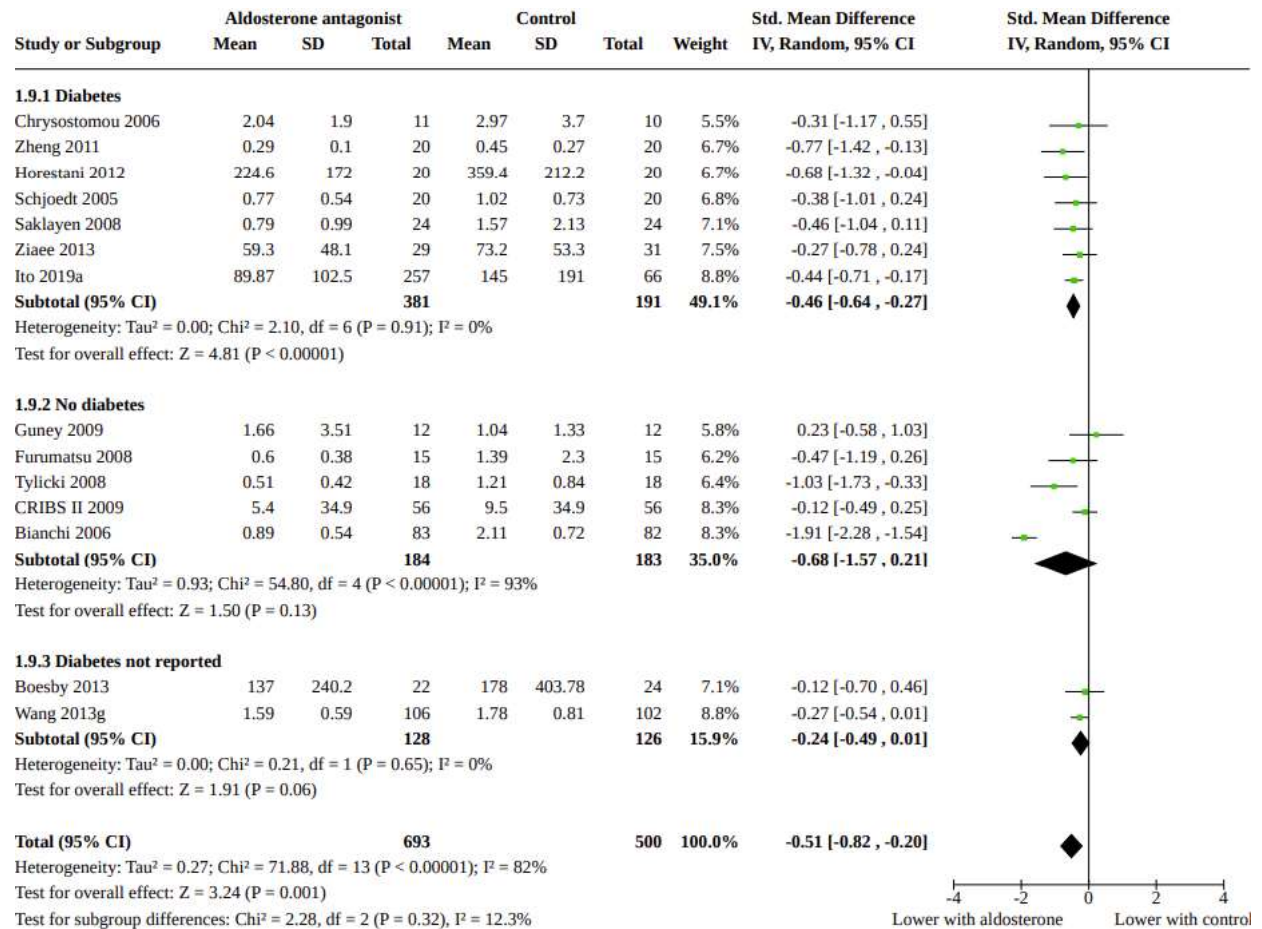 Aldosterone antagonist Control Std. Mean Difference Std. Mean Difference
Study or Subgroup Mean SD Total Mean SD Total Weight IV, Random, 95% CI IV, Random, 95% CI
1.9.1 Diabetes
Chrysostomou 2006 2.04 1.9 11 2.97 3.7 10 5.5% -0.31 [-1.17 , 0.55]
Zheng 2011 0.29 0.1 20 0.45 0.27 20 6.7% -0.77 [-1.42 , -0.13]
Horestani 2012 224.6 172 20 359.4 212.2 20 6.7% -0.68 [-1.32 , -0.04]
Schjoedt 2005 0.77 0.54 20 1.02 0.73 20 6.8% -0.38 [-1.01 , 0.24]
Saklayen 2008 0.79 0.99 24 1.57 2.13 24 7.1% -0.46 [-1.04 , 0.11]
Ziaee 2013 59.3 48.1 29 73.2 53.3 31 7.5% -0.27 [-0.78 , 0.24]
Ito 2019a 89.87 102.5 257 145 191 66 8.8% -0.44 [-0.71 , -0.17]
Subtotal (95% CI) 381 191 49.1% -0.46 [-0.64 , -0.27]
Heterogeneity: Tau² = 0.00; Chi² = 2.10, df = 6 (P = 0.91); I² = 0%
Test for overall effect: Z = 4.81 (P < 0.00001)
1.9.2 No diabetes
Guney 2009 1.66 3.51 12 1.04 1.33 12 5.8% 0.23 [-0.58 , 1.03]
Furumatsu 2008 0.6 0.38 15 1.39 2.3 15 6.2% -0.47 [-1.19 , 0.26]
Tylicki 2008 0.51 0.42 18 1.21 0.84 18 6.4% -1.03 [-1.73 , -0.33]
CRIBS II 2009 5.4 34.9 56 9.5 34.9 56 8.3% -0.12 [-0.49 , 0.25]
Bianchi 2006 0.89 0.54 83 2.11 0.72 82 8.3% -1.91 [-2.28 , -1.54]
Subtotal (95% CI) 184 183 35.0% -0.68 [-1.57 , 0.21]
Heterogeneity: Tau² = 0.93; Chi² = 54.80, df = 4 (P < 0.00001); I² = 93%
Test for overall effect: Z = 1.50 (P = 0.13)
1.9.3 Diabetes not reported
Boesby 2013 137 240.2 22 178 403.78 24 7.1% -0.12 [-0.70 , 0.46]
Wang 2013g 1.59 0.59 106 1.78 0.81 102 8.8% -0.27 [-0.54 , 0.01]
Subtotal (95% CI) 128 126 15.9% -0.24 [-0.49 , 0.01]
Heterogeneity: Tau² = 0.00; Chi² = 0.21, df = 1 (P = 0.65); I² = 0%
Test for overall effect: Z = 1.91 (P = 0.06)
Total (95% CI) 693 500 100.0% -0.51 [-0.82 , -0.20]
Heterogeneity: Tau² = 0.27; Chi² = 71.88, df = 13 (P < 0.00001); I² = 82%
Test for overall effect: Z = 3.24 (P = 0.001)
-4 -2 0 2 4
Test for subgroup differences: Chi² = 2.28, df = 2 (P = 0.32), I² = 12.3% Lower with aldosterone Lower with control